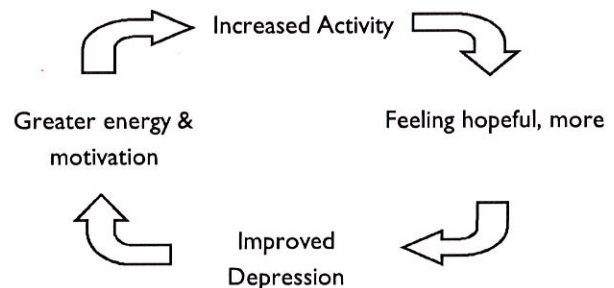 Increased Activity
Greater energy &
motivation
Feeling hopeful, more
Improved
Depression